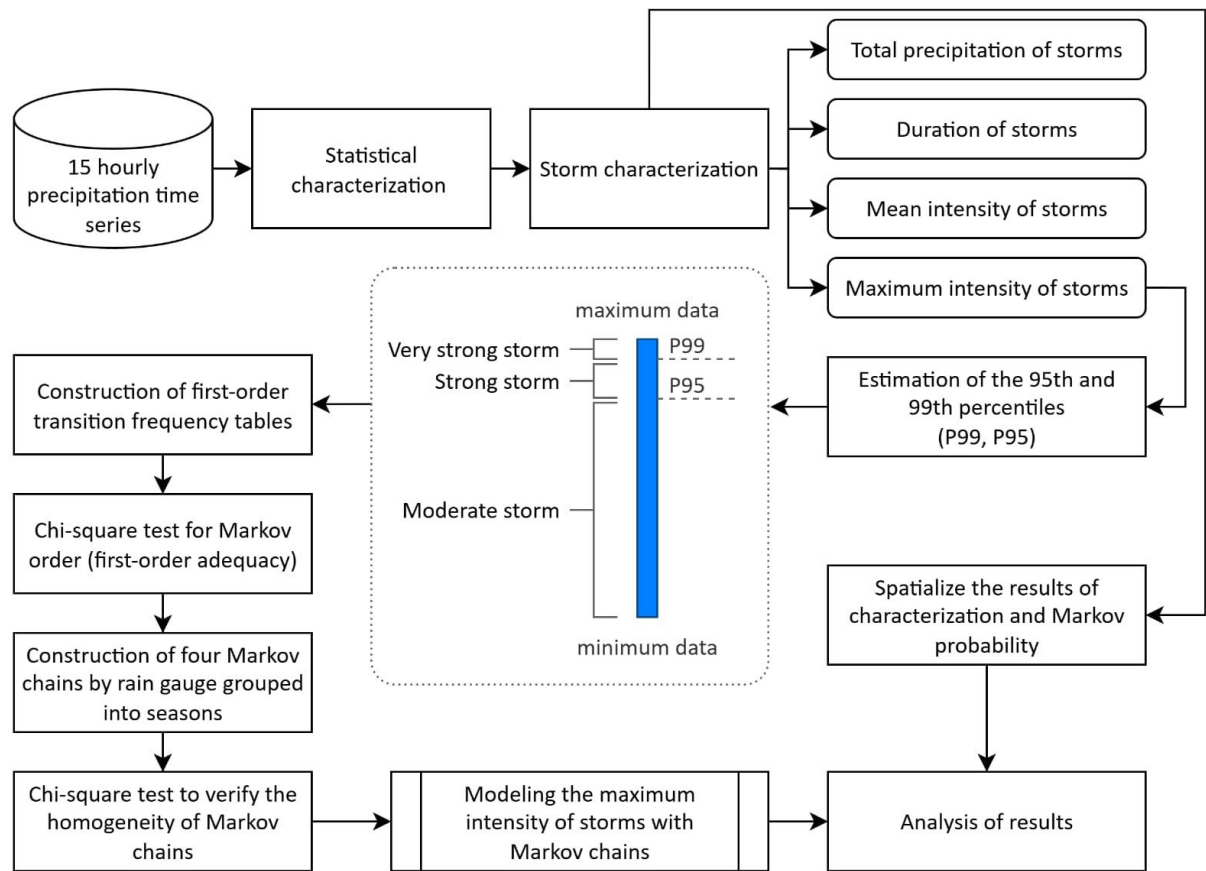 15 hourly
precipitation time
series
Statistical
characterization
Storm characterization
Total precipitation of storms
Duration of storms
Mean intensity of storms
Maximum intensity of storms
Estimation of the 95th and
99th percentiles
(P99, P95)
maximum data
Very strong storm
P99
Strong storm
P95
Moderate storm
minimum data
Construction of first-order
transition frequency tables
Chi-square test for Markov
order (first-order adequacy)
Construction of four Markov
chains by rain gauge grouped
into seasons
Chi-square test to verify the
homogeneity of Markov
chains
Modeling the maximum
intensity of storms with
Markov chains
Spatialize the results of
characterization and Markov
probability
Analysis of results